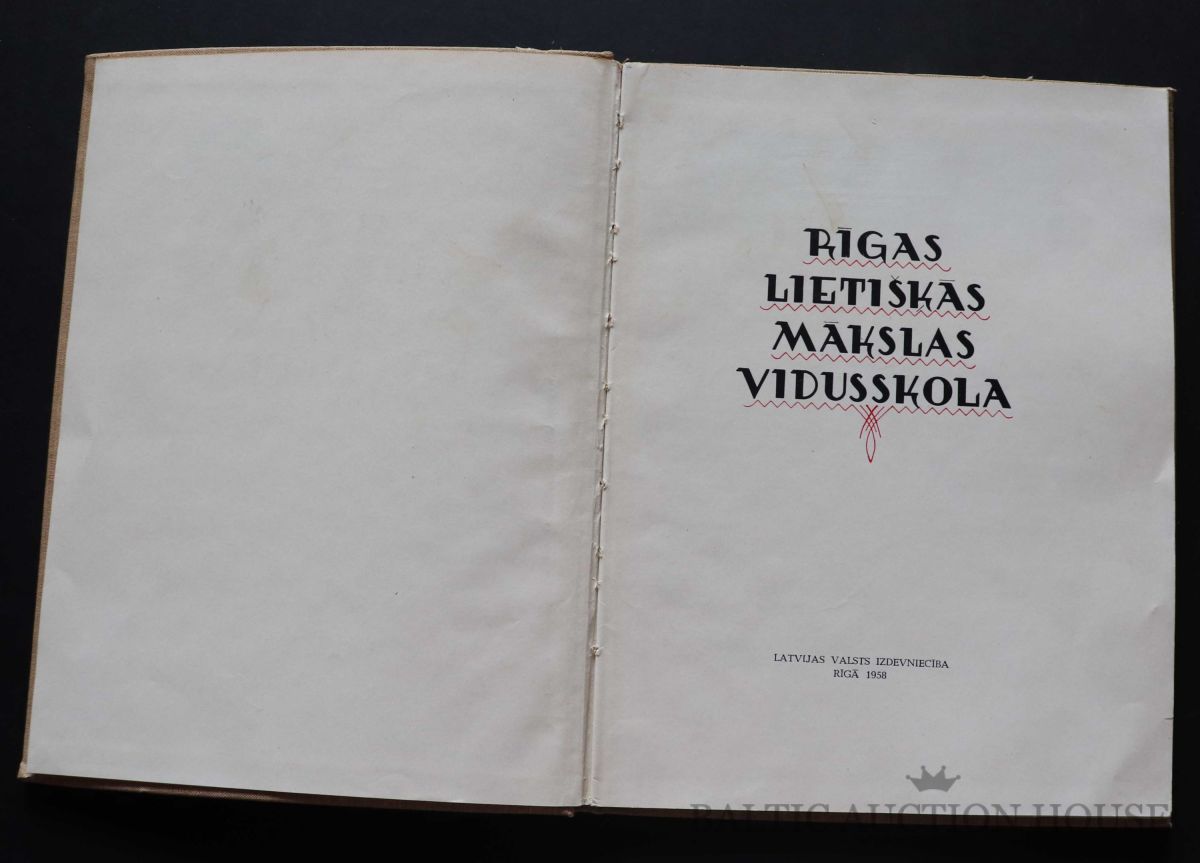 RĪGAS
LIETIŠĶĀS
MĀKSLAS
VIDUSSKOLA
LATVIJAS VALSTS IZDEVNIECĪBA
RĪGĀ 1958
BALTIC AUCTION HOUSE